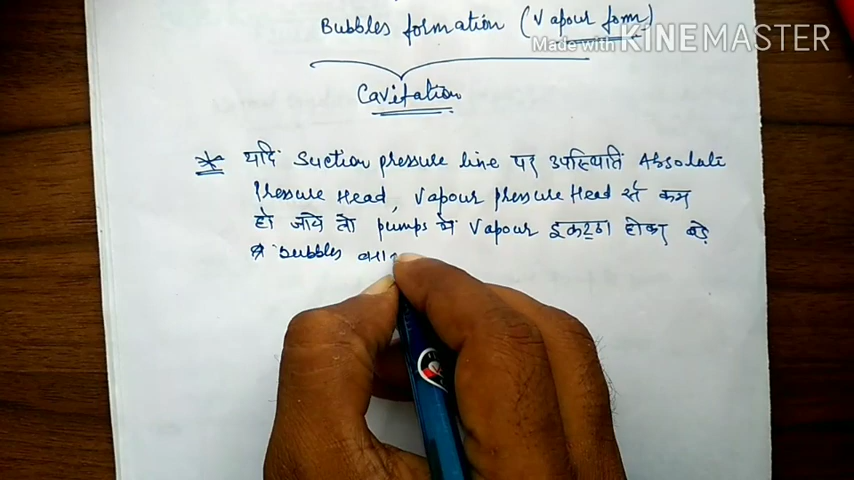 Bubbles formation (Vapour form)
Made with KINEMASTER
Cavitation
* यदि Suction pressure line पर उपस्थिति Absolute
Pressure Head, Vapour pressure Head से कम
हो जाये तो pumps में Vapour इकट्ठा होकर बड़े
bubbles